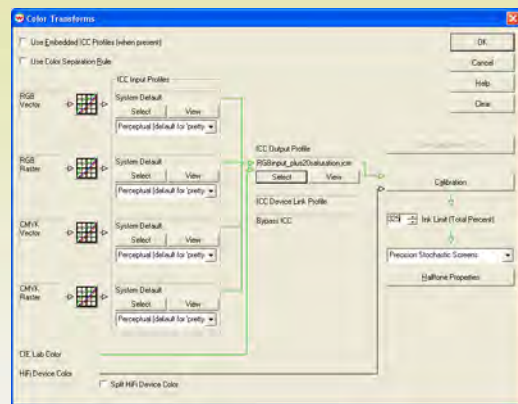 Color Transforms
Use Embedded ICC Profiles (when present)
Use Color Separation Rule
OK
Cancel
Help
Clear
ICC Input Profiles
RGB Vector
System Default
Select View
Perceptual (default for 'pretty
RGB Raster
System Default
Select View
Perceptual (default for 'pretty
CMYK Vector
System Default
Select View
Perceptual (default for 'pretty
CMYK Raster
System Default
Select View
Perceptual (default for 'pretty
ICC Output Profile
RGBinput_plus20saturation.icm
Select View
ICC Device Link Profile
Bypass ICC
Calibration
325 Ink Limit (Total Percent)
Precision Stochastic Screens
Halftone Properties
CIE Lab Color
HiFi Device Color
Split HiFi Device Color